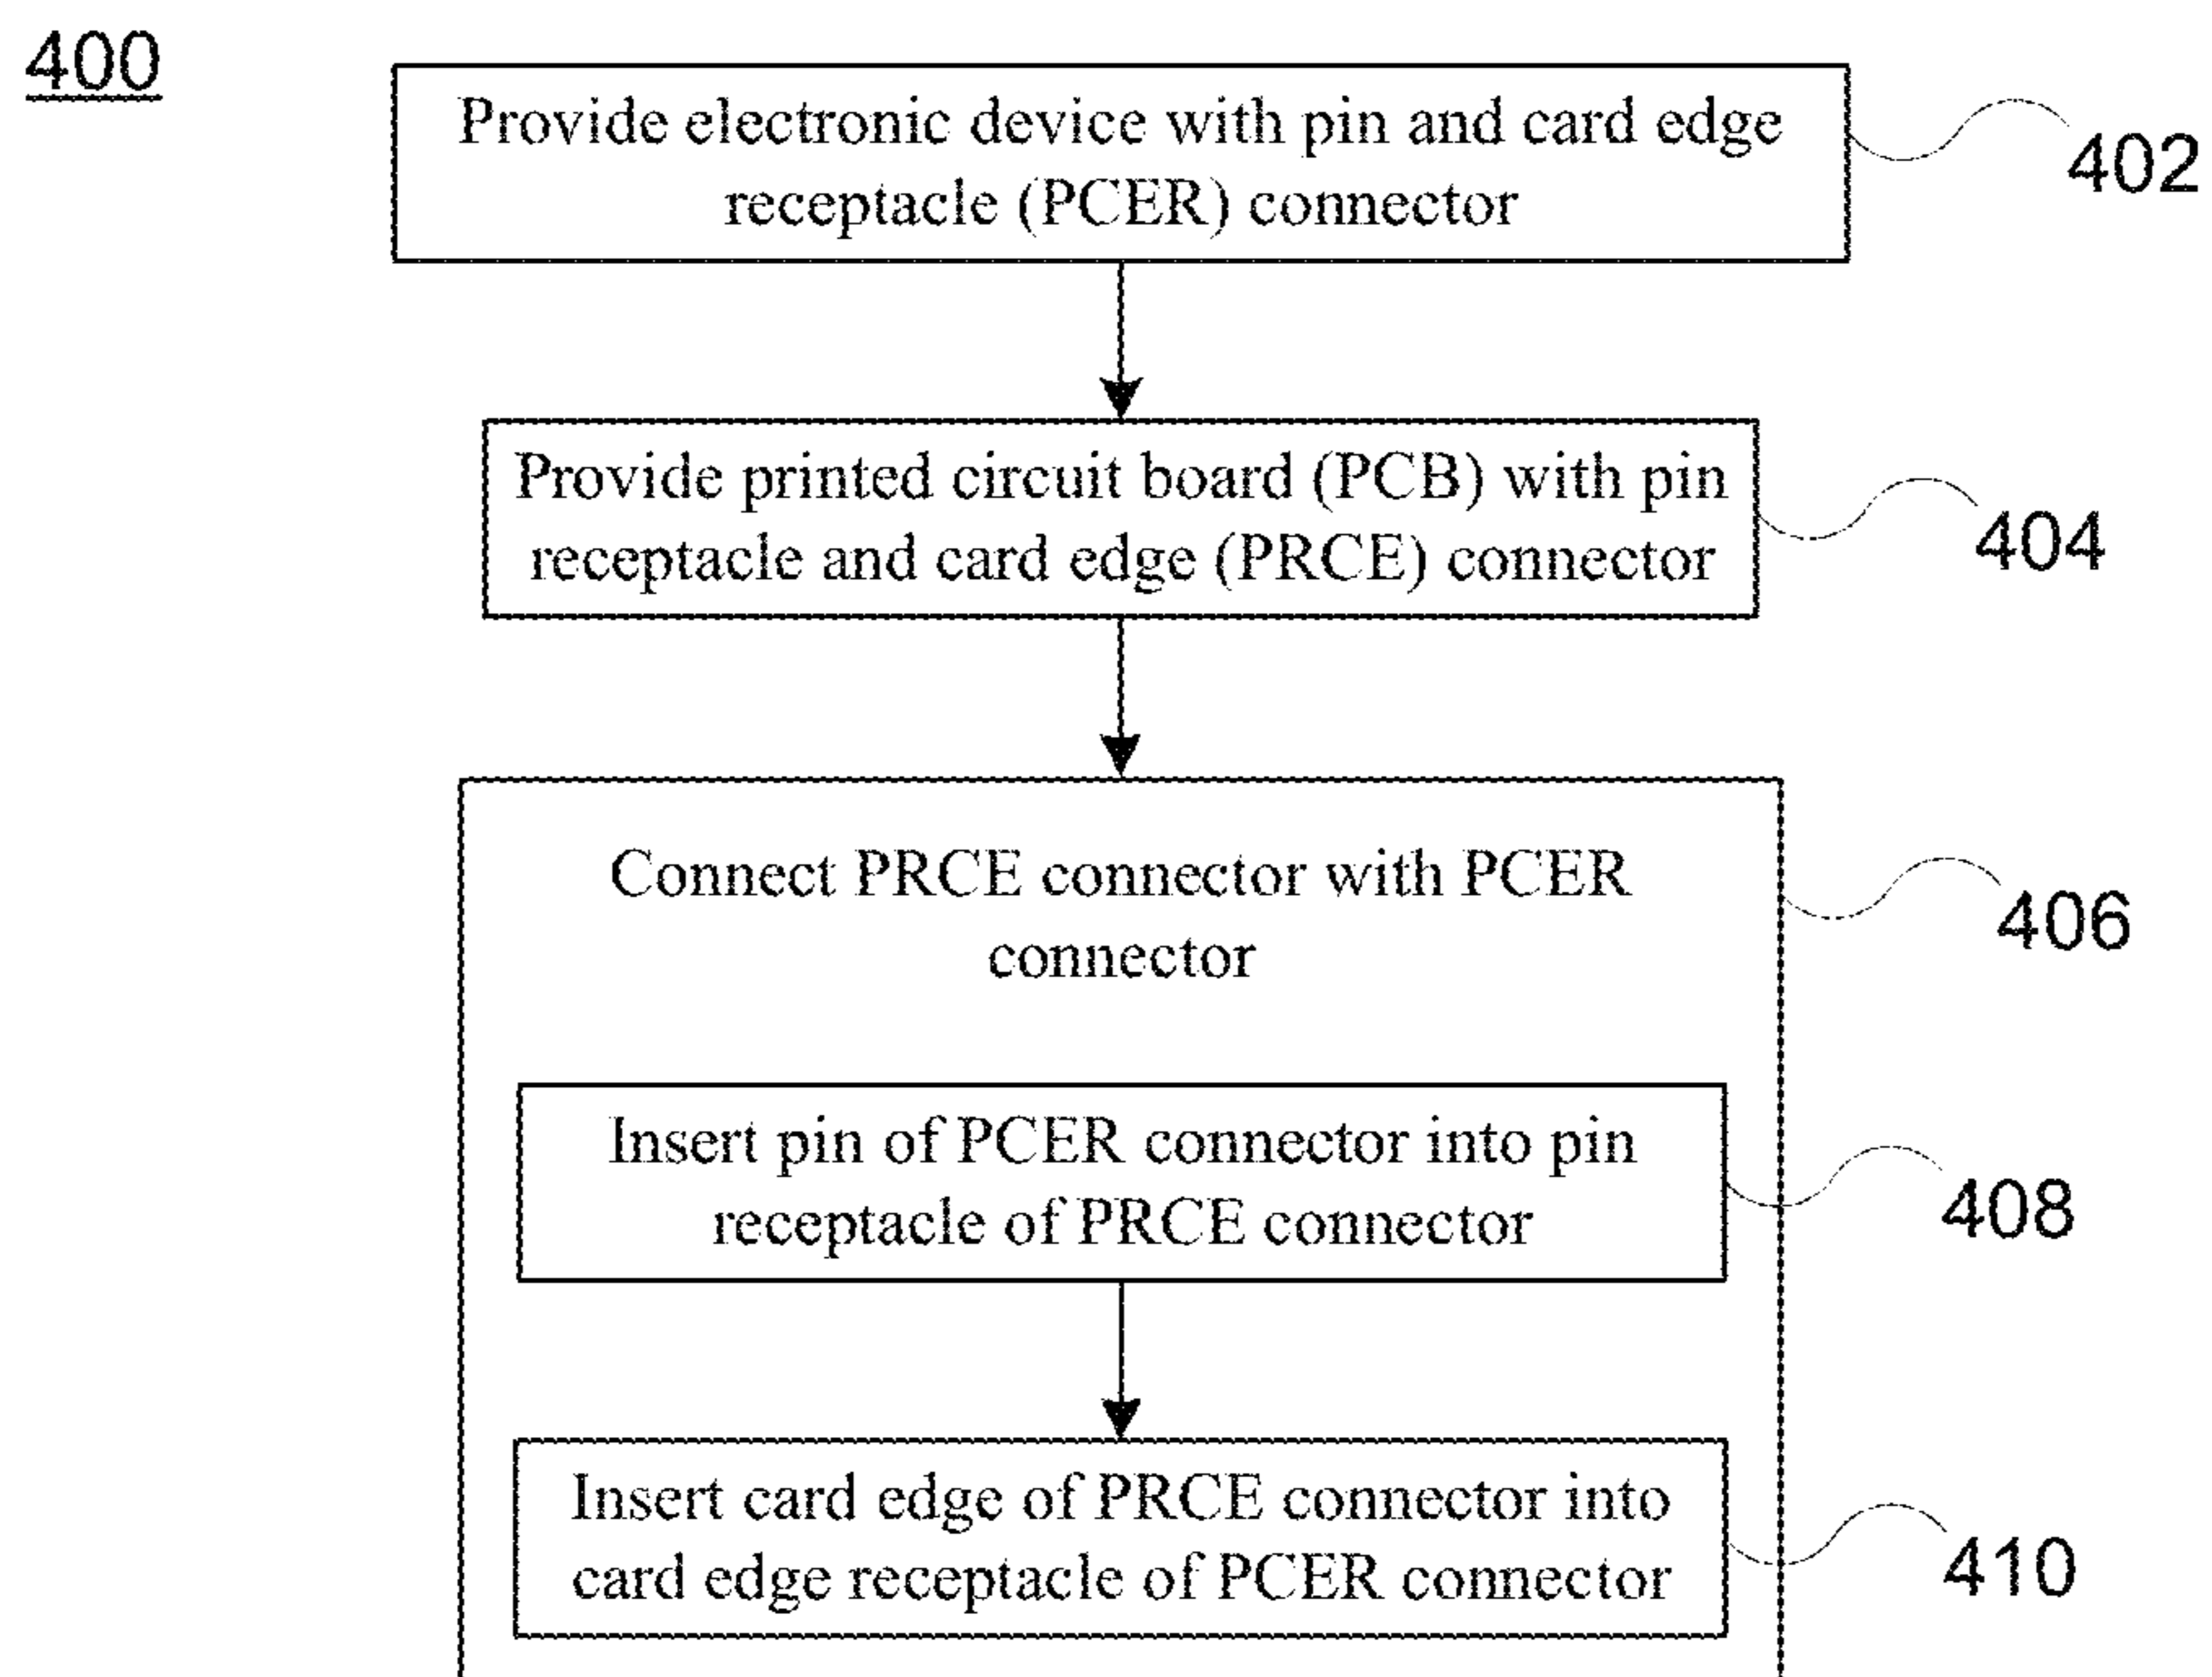 400
Provide electronic device with pin and card edge
receptacle (PCER) connector
402
Provide printed circuit board (PCB) with pin
receptacle and card edge (PRCE) connector
404
Connect PRCE connector with PCER
connector
406
Insert pin of PCER connector into pin
receptacle of PRCE connector
408
Insert card edge of PRCE connector into
card edge receptacle of PCER connector
410